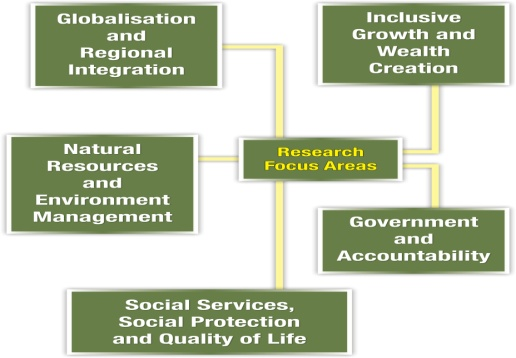 Globalisation
and
Regional
Integration
Inclusive
Growth and
Wealth
Creation
Natural
Resources
and
Environment
Management
Research
Focus Areas
Government
and
Accountability
Social Services,
Social Protection
and Quality of Life